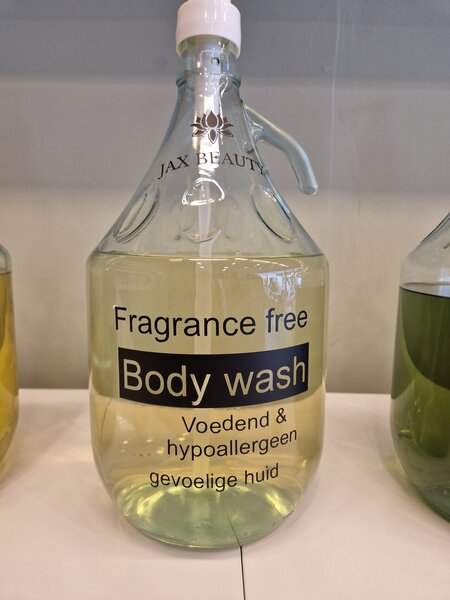 JAX BEAUTY
Fragrance free
Body wash
Voedend &
hypoallergeen
gevoelige huid